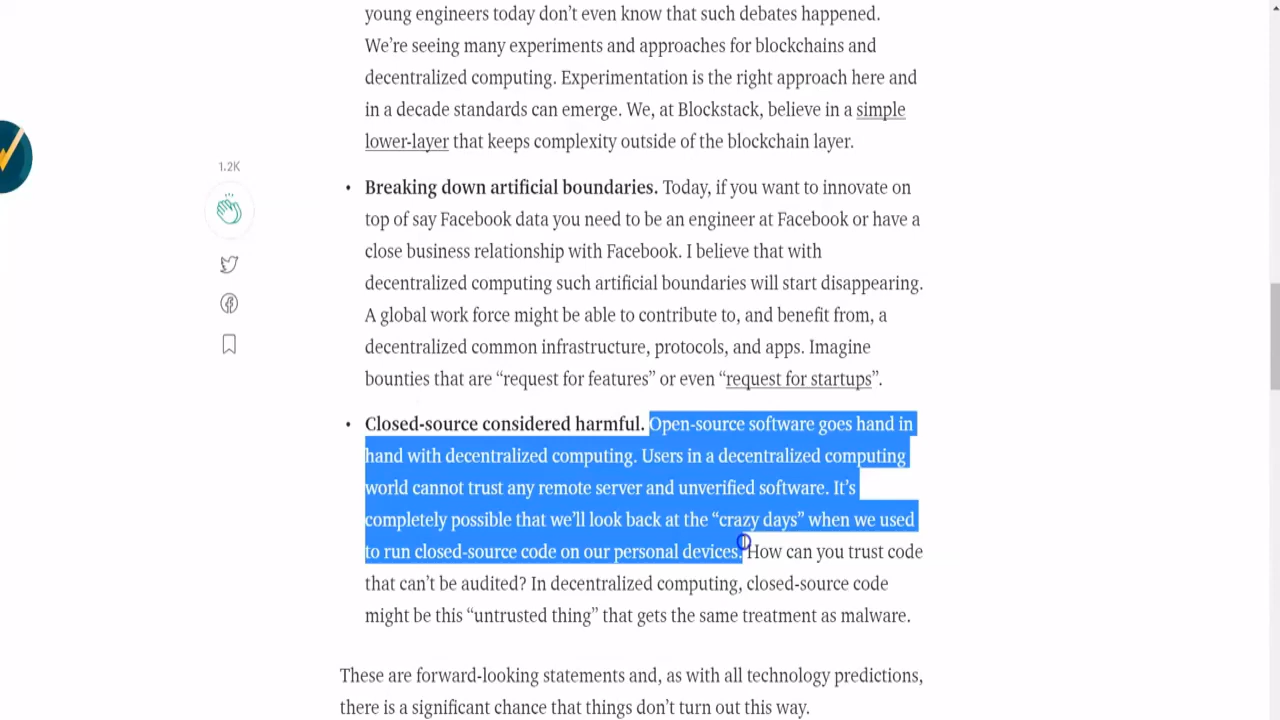 young engineers today don’t even know that such debates happened.
We’re seeing many experiments and approaches for blockchains and
decentralized computing. Experimentation is the right approach here and
in a decade standards can emerge. We, at Blockstack, believe in a simple
lower-layer that keeps complexity outside of the blockchain layer.
1.2K
• Breaking down artificial boundaries. Today, if you want to innovate on
top of say Facebook data you need to be an engineer at Facebook or have a
close business relationship with Facebook. I believe that with
decentralized computing such artificial boundaries will start disappearing.
A global work force might be able to contribute to, and benefit from, a
decentralized common infrastructure, protocols, and apps. Imagine
bounties that are “request for features” or even “request for startups”.
• Closed-source considered harmful. Open-source software goes hand in
hand with decentralized computing. Users in a decentralized computing
world cannot trust any remote server and unverified software. It’s
completely possible that we’ll look back at the “crazy days” when we used
to run closed-source code on our personal devices. How can you trust code
that can’t be audited? In decentralized computing, closed-source code
might be this “untrusted thing” that gets the same treatment as malware.
These are forward-looking statements and, as with all technology predictions,
there is a significant chance that things don’t turn out this way.